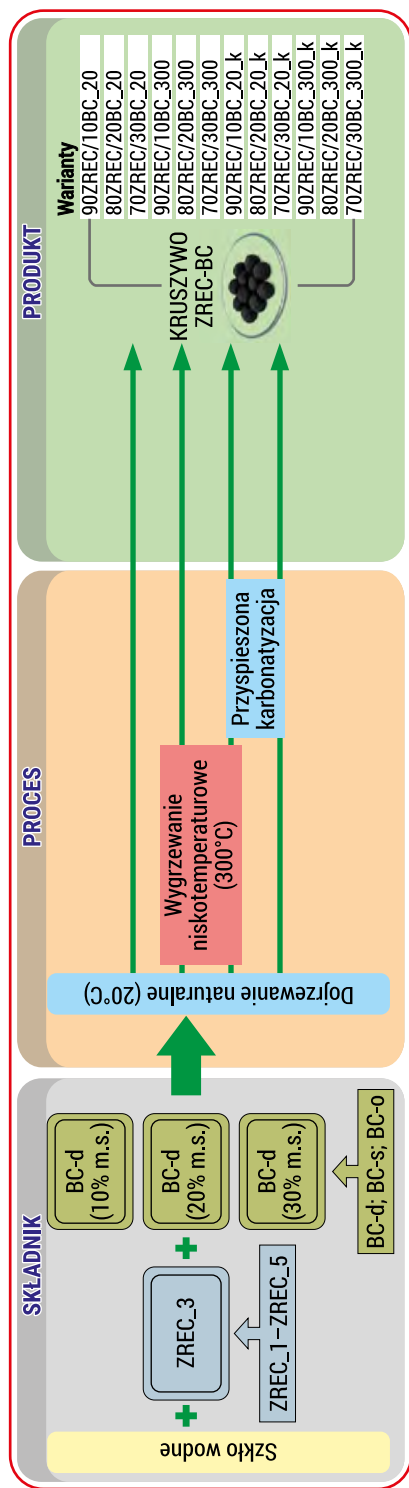 SKŁADNIK
Szkło wodne
ZREC_3
ZREC_1–ZREC_5
BC-d
(10% m.s.)
BC-d
(20% m.s.)
BC-d
(30% m.s.)
BC-d; BC-s; BC-o
PROCES
Dojrzewanie naturalne (20°C)
Wygrzewanie
niskotemperaturowe
(300°C)
Przyspieszona
karbonatyzacja
PRODUKT
KRUSZYWO
ZREC-BC
Warianty
90ZREC/10BC_20
80ZREC/20BC_20
70ZREC/30BC_20
90ZREC/10BC_300
80ZREC/20BC_300
70ZREC/30BC_300
90ZREC/10BC_20_k
80ZREC/20BC_20_k
70ZREC/30BC_20_k
90ZREC/10BC_300_k
80ZREC/20BC_300_k
70ZREC/30BC_300_k